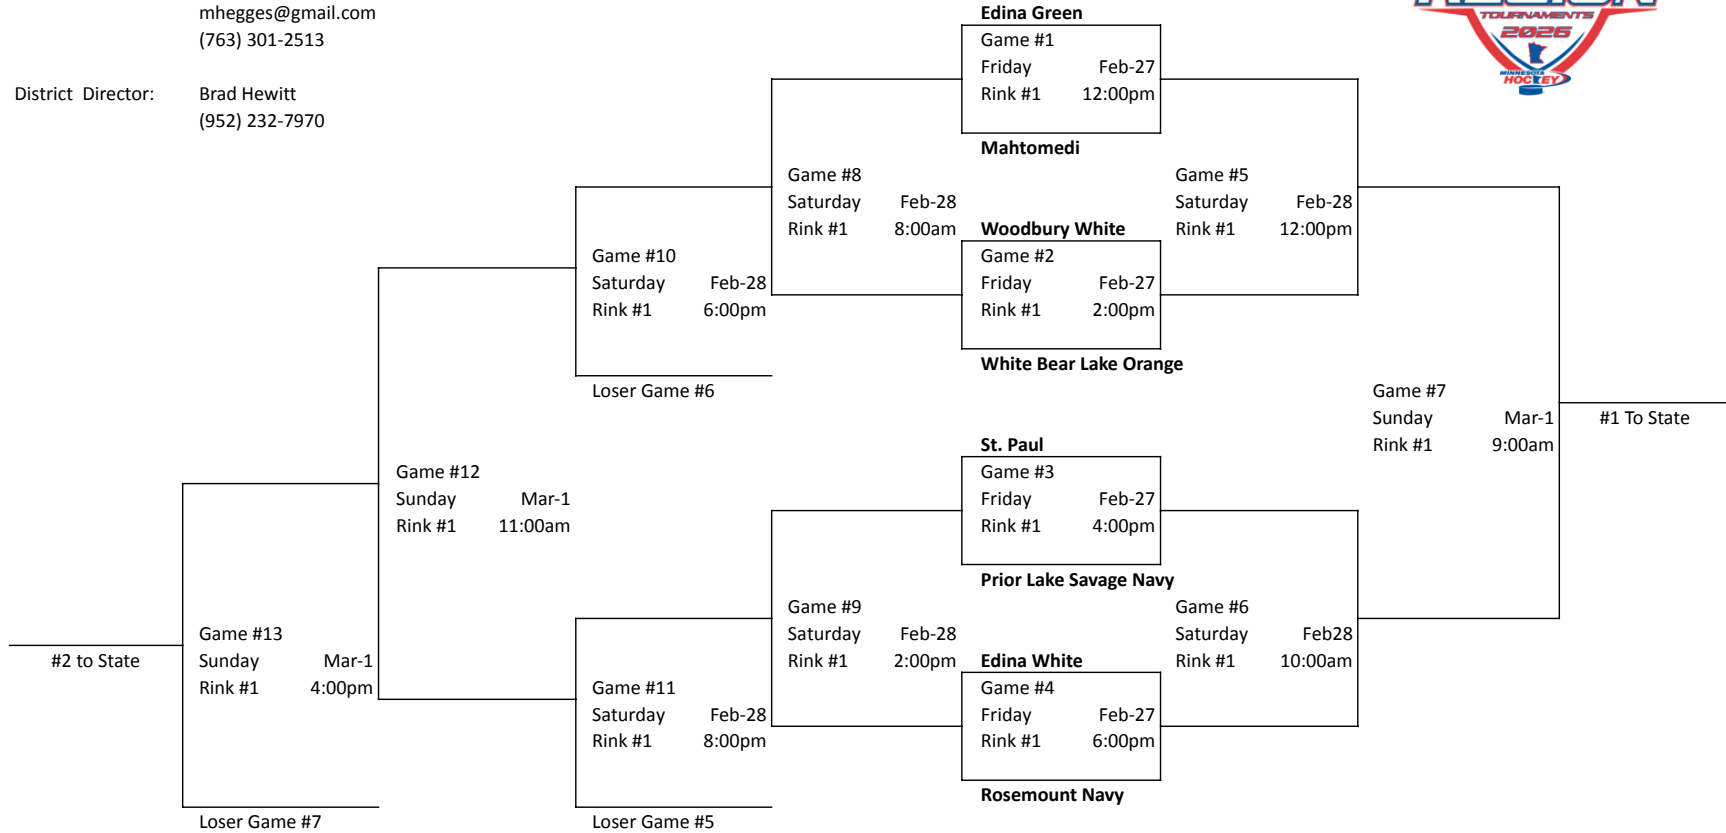 mhegges@gmail.com
(763) 301-2513
District Director: Brad Hewitt
(952) 232-7970
TOURNAMENTS
2026
MINNESOTA
HOCKEY
Edina Green
Game #1
Friday Feb-27
Rink #1 12:00pm
Mahtomedi
Game #8
Saturday Feb-28
Rink #1 8:00am
Woodbury White
Game #2
Friday Feb-27
Rink #1 2:00pm
White Bear Lake Orange
Game #5
Saturday Feb-28
Rink #1 12:00pm
Game #10
Saturday Feb-28
Rink #1 6:00pm
Loser Game #6
Game #7
Sunday Mar-1
Rink #1 9:00am
#1 To State
St. Paul
Game #3
Friday Feb-27
Rink #1 4:00pm
Prior Lake Savage Navy
Game #12
Sunday Mar-1
Rink #1 11:00am
Game #9
Saturday Feb-28
Rink #1 2:00pm
Edina White
Game #4
Friday Feb-27
Rink #1 6:00pm
Rosemount Navy
Game #6
Saturday Feb28
Rink #1 10:00am
Game #13
Sunday Mar-1
Rink #1 4:00pm
#2 to State
Game #11
Saturday Feb-28
Rink #1 8:00pm
Loser Game #7
Loser Game #5